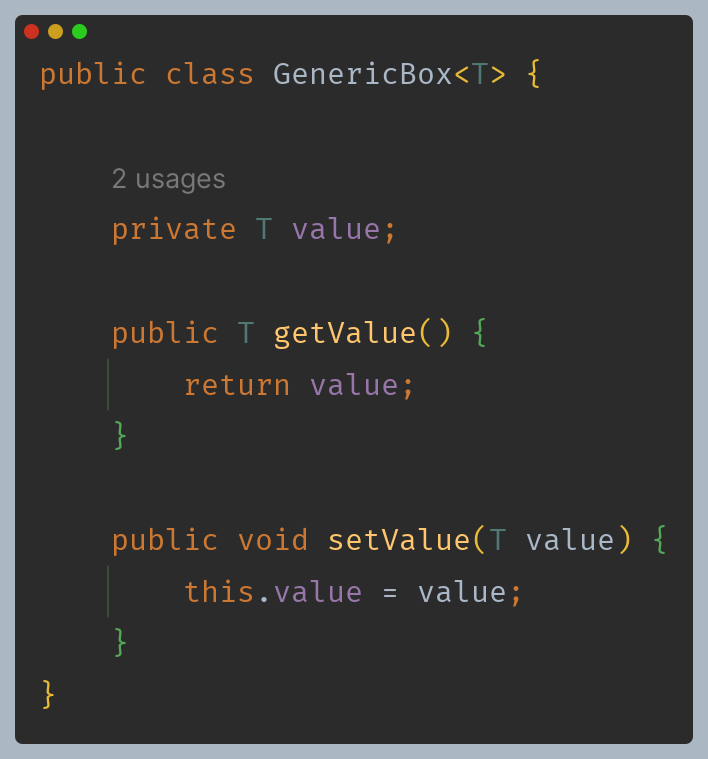 public class GenericBox<T> {
2 usages
private T value;
public T getValue() {
return value;
}
public void setValue(T value) {
this.value = value;
}
}